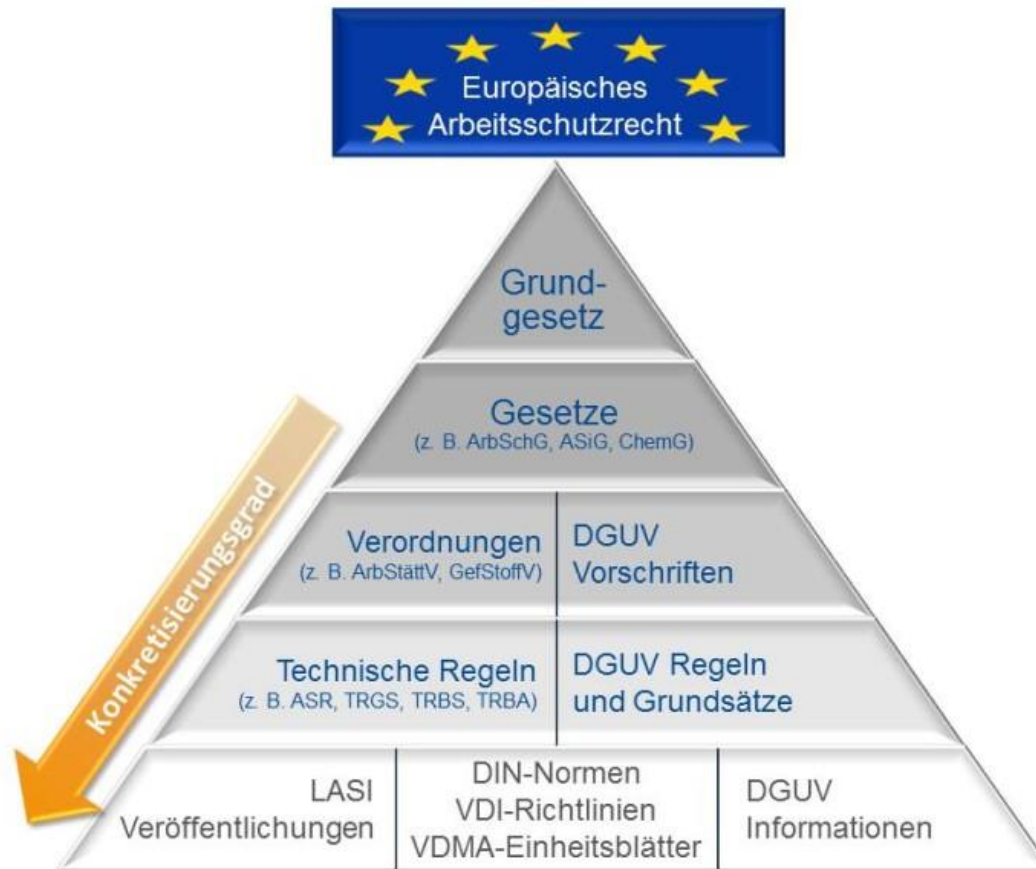 Europäisches
Arbeitsschutzrecht
Grund-
gesetz
Gesetze
(z. B. ArbSchG, ASiG, ChemG)
Konkretisierungsgrad
Verordnungen
(z. B. ArbStättV, GefStoffV)
DGUV
Vorschriften
Technische Regeln
(z. B. ASR, TRGS, TRBS, TRBA)
DGUV Regeln
und Grundsätze
LASI
Veröffentlichungen
DIN-Normen
VDI-Richtlinien
VDMA-Einheitsblätter
DGUV
Informationen